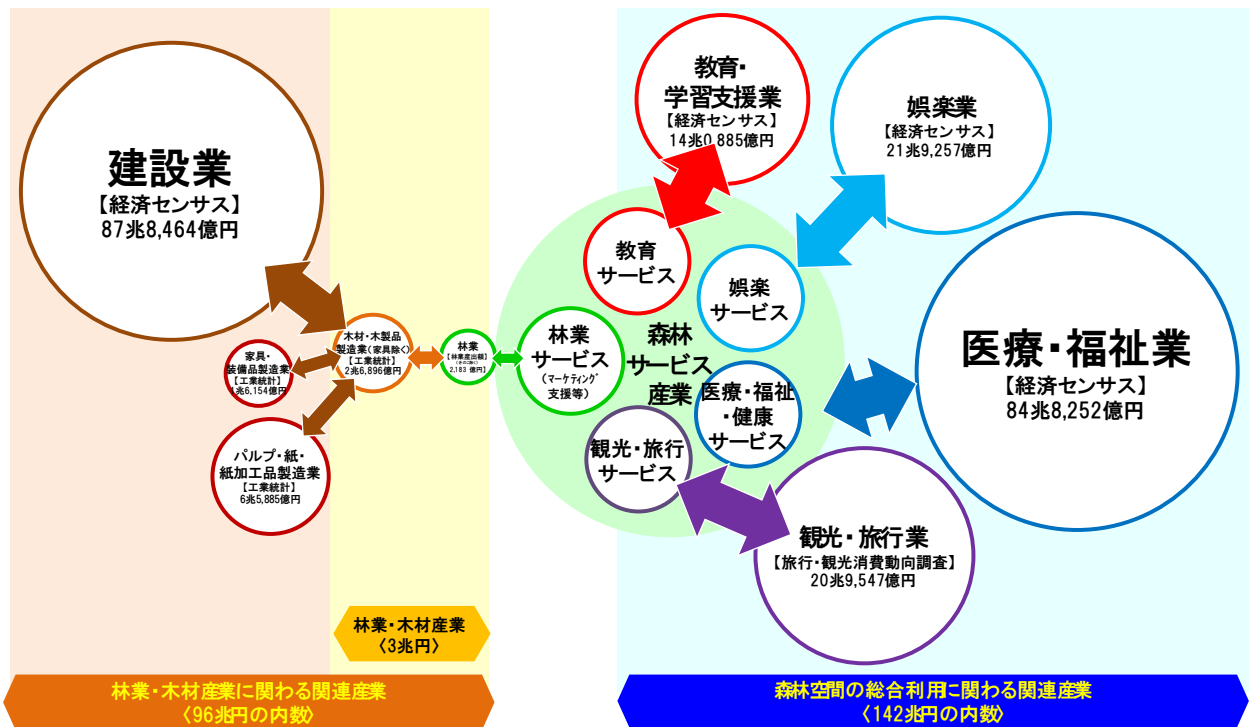 建設業
【経済センサス】
87兆8,464億円
家具・
装備品製造業
【工業統計】
兆6,154億円
パルプ・紙・
紙加工品製造業
【工業統計】
6兆5,885億円
木材・木製品
製造業(家具除く)
【工業統計】
2兆6,896億円
林業
【林業産出額】
2,183 億円】
林業
サービス
(マーケティング
支援等)
森林
サービス
産業
教育
サービス
娯楽
サービス
医療・福祉
・健康
サービス
観光・旅行
サービス
教育・
学習支援業
【経済センサス】
14兆0,885億円
娯楽業
【経済センサス】
21兆9,257億円
医療・福祉業
【経済センサス】
84兆8,252億円
観光・旅行業
【旅行・観光消費動向調査】
20兆9,547億円
林業・木材産業
〈3兆円〉
林業・木材産業に関わる関連産業
〈96兆円の内数〉
森林空間の総合利用に関わる関連産業
〈142兆円の内数〉